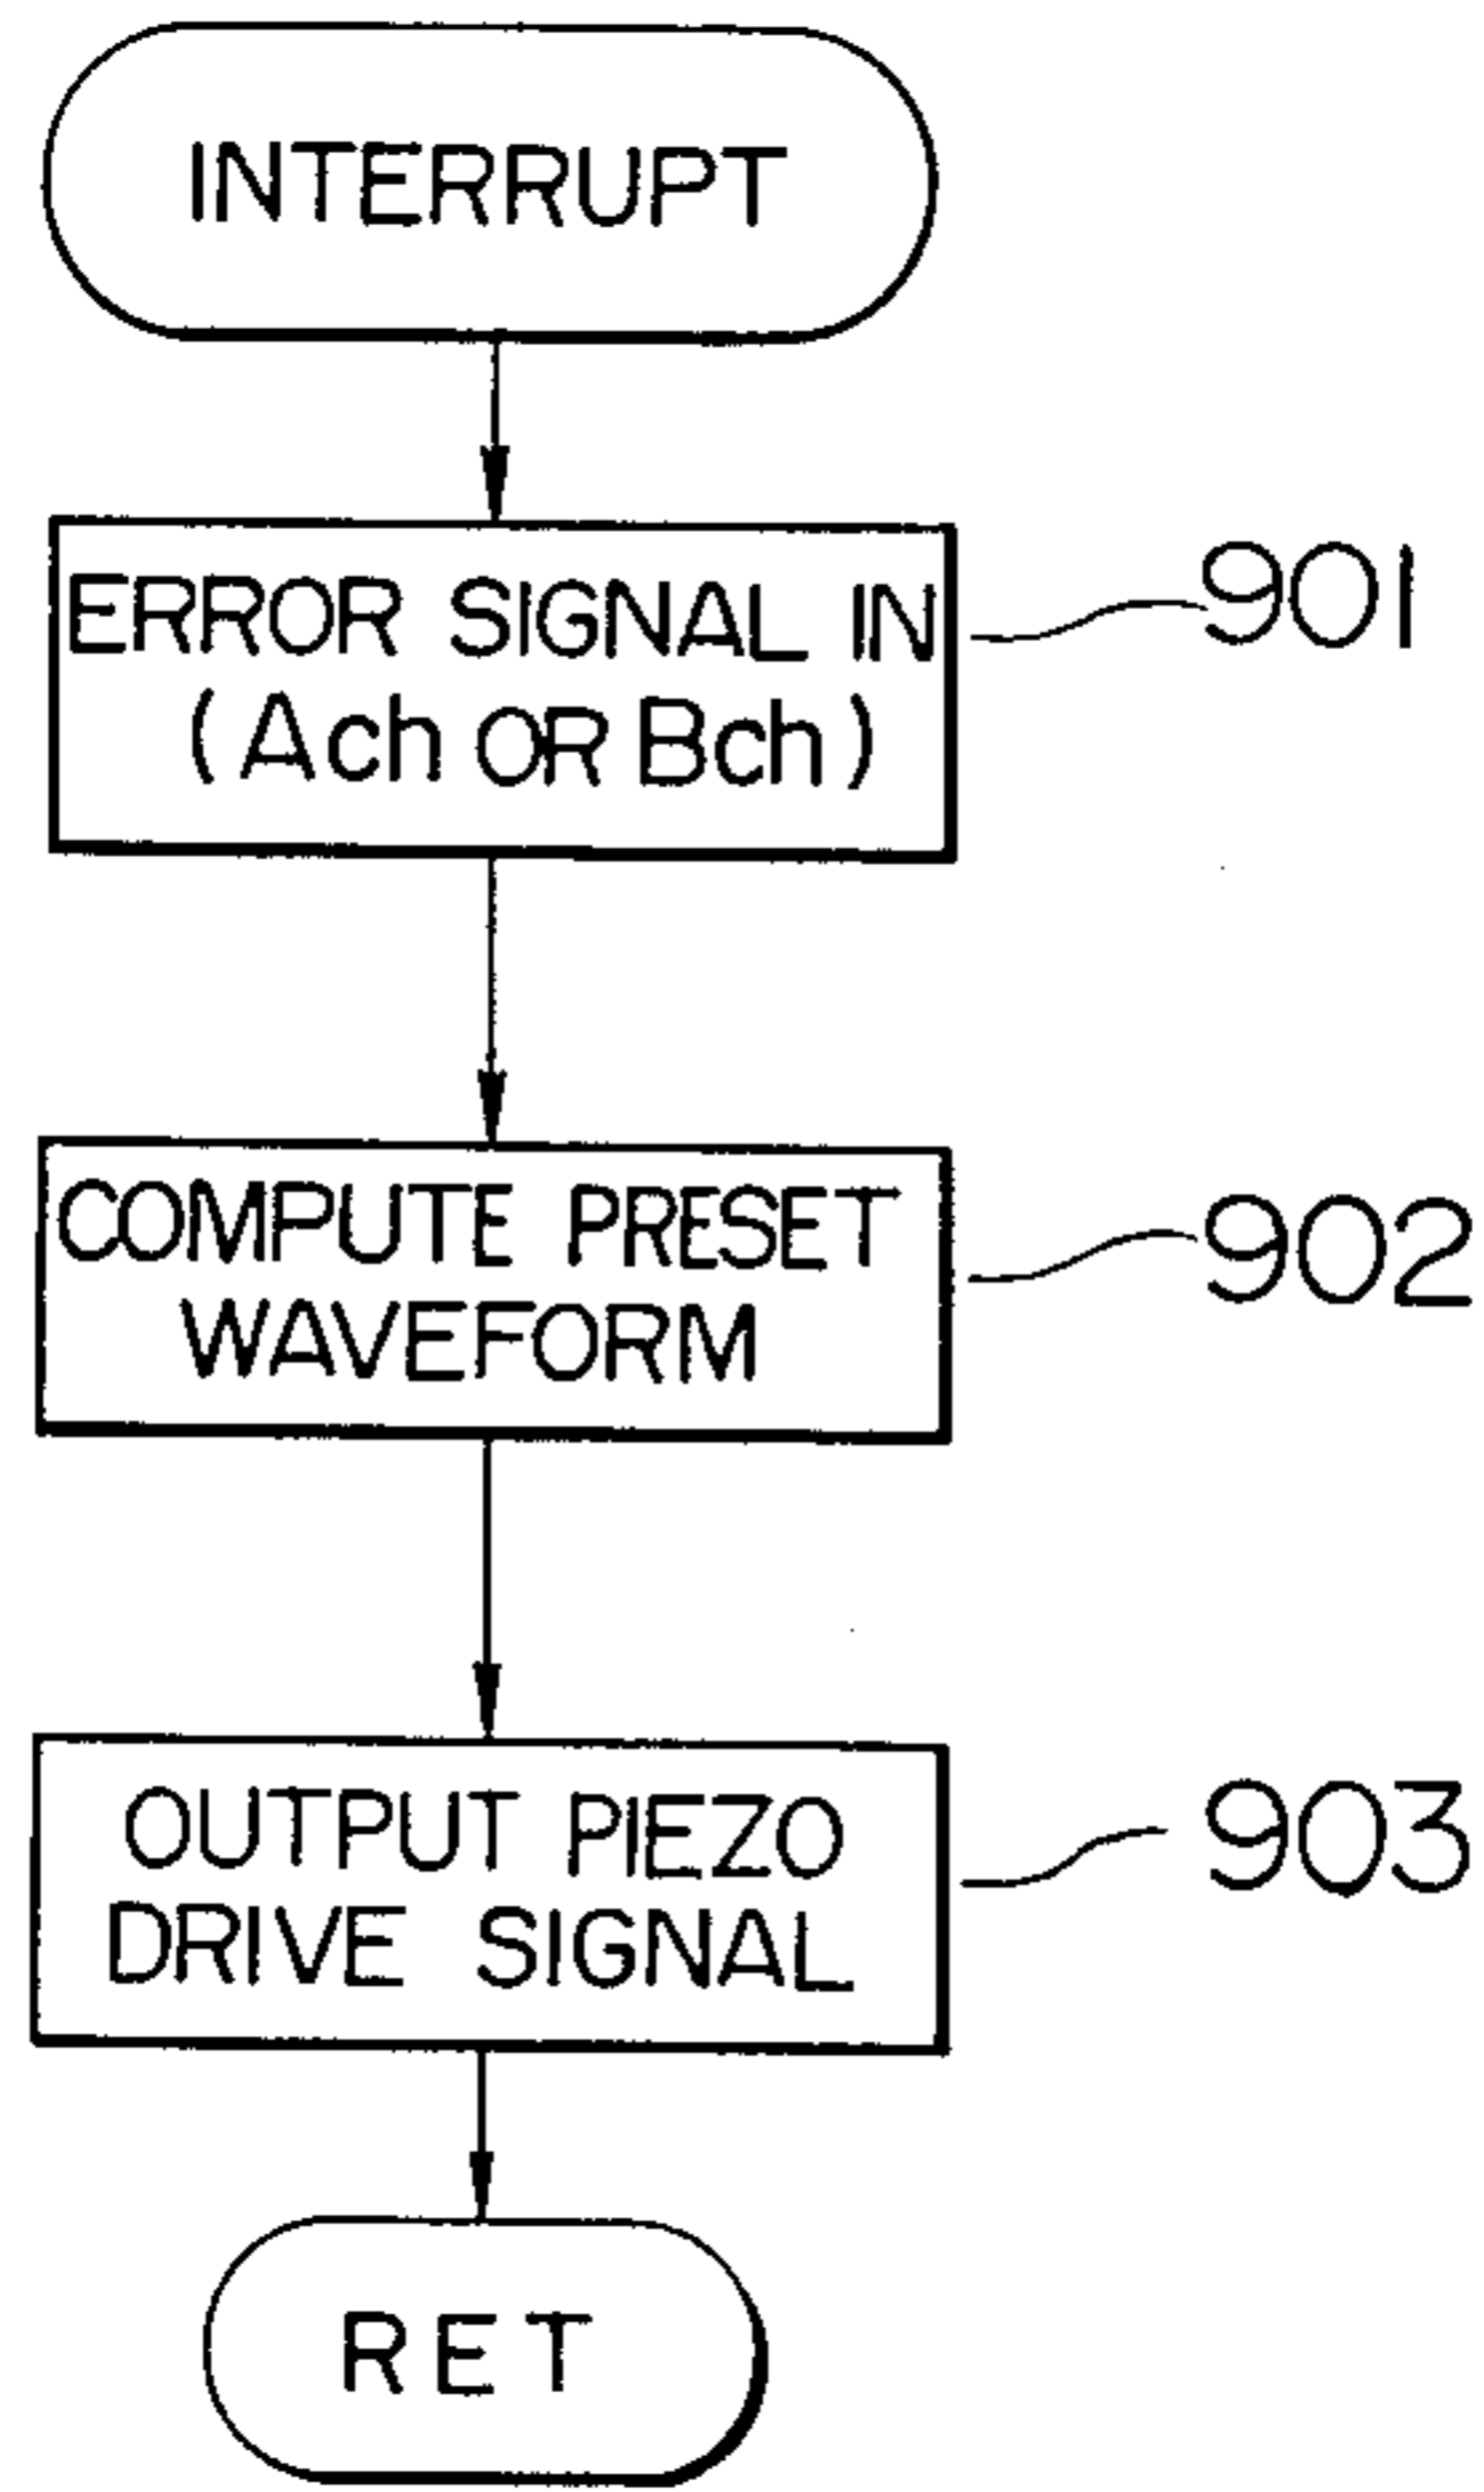 INTERRUPT
ERROR SIGNAL IN
(Ach OR Bch)
901
COMPUTE PRESET
WAVEFORM
902
OUTPUT PIEZO
DRIVE SIGNAL
903
RET